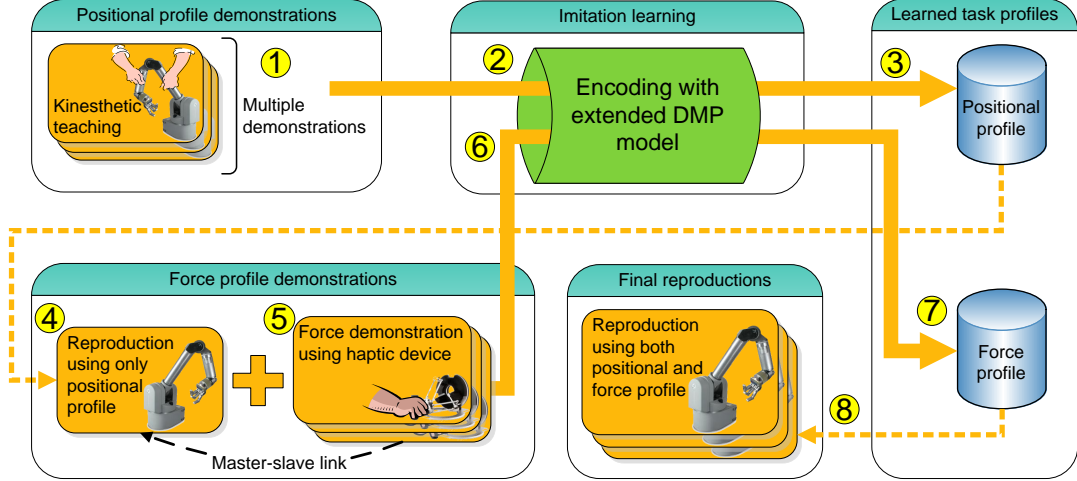 Positional profile demonstrations
Kinesthetic
teaching
1
Multiple
demonstrations
Imitation learning
2
6
Encoding with
extended DMP
model
Learned task profiles
3
Positional
profile
7
Force
profile
Force profile demonstrations
4
Reproduction
using only
positional
profile
5
Force demonstration
using haptic device
Master-slave link
Final reproductions
Reproduction
using both
positional and
force profile
8